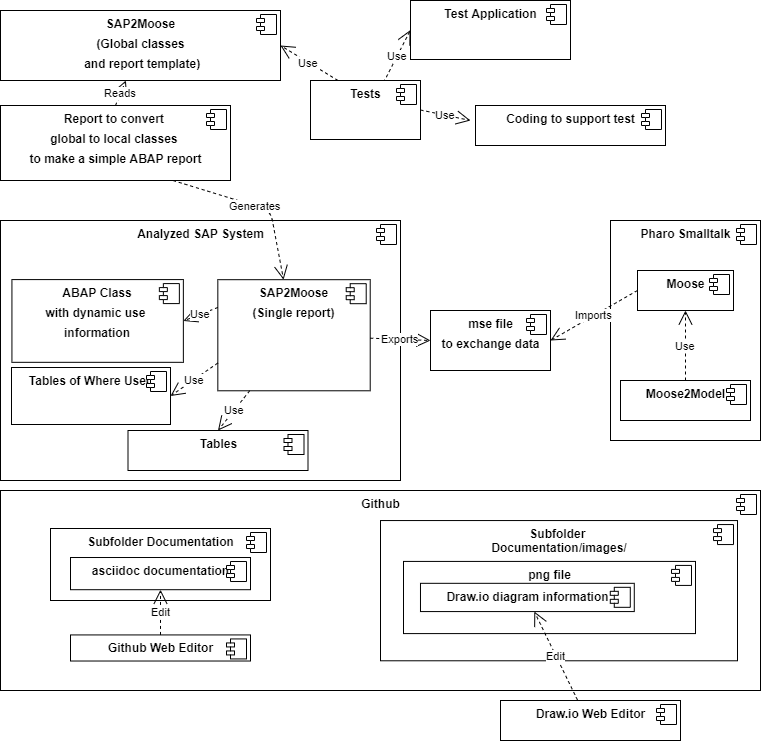 SAP2Moose
(Global classes
and report template)
Test Application
Use
Use
Reads
Tests
Use
Coding to support test
Report to convert
global to local classes
to make a simple ABAP report
Generates
Analyzed SAP System
Pharo Smalltalk
ABAP Class
with dynamic use
information
Use
SAP2Moose
(Single report)
Moose
Exports
mse file
to exchange data
Imports
Use
Tables of Where Use
Use
Moose2Model
Use
Tables
Github
Subfolder Documentation
asciidoc documentation
Edit
Github Web Editor
Subfolder
Documentation/images/
png file
Draw.io diagram information
Edit
Draw.io Web Editor